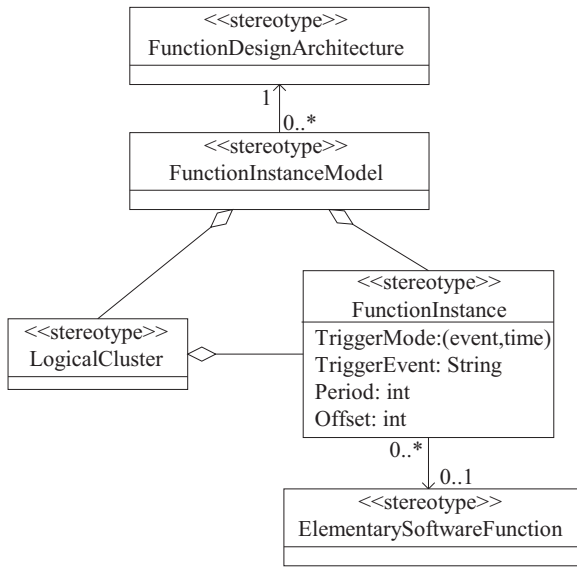 <<stereotype>>
FunctionDesignArchitecture
1
0..*
<<stereotype>>
FunctionInstanceModel
<<stereotype>>
FunctionInstance
TriggerMode:(event,time)
TriggerEvent: String
Period: int
Offset: int
<<stereotype>>
LogicalCluster
0..*
0..1
<<stereotype>>
ElementarySoftwareFunction